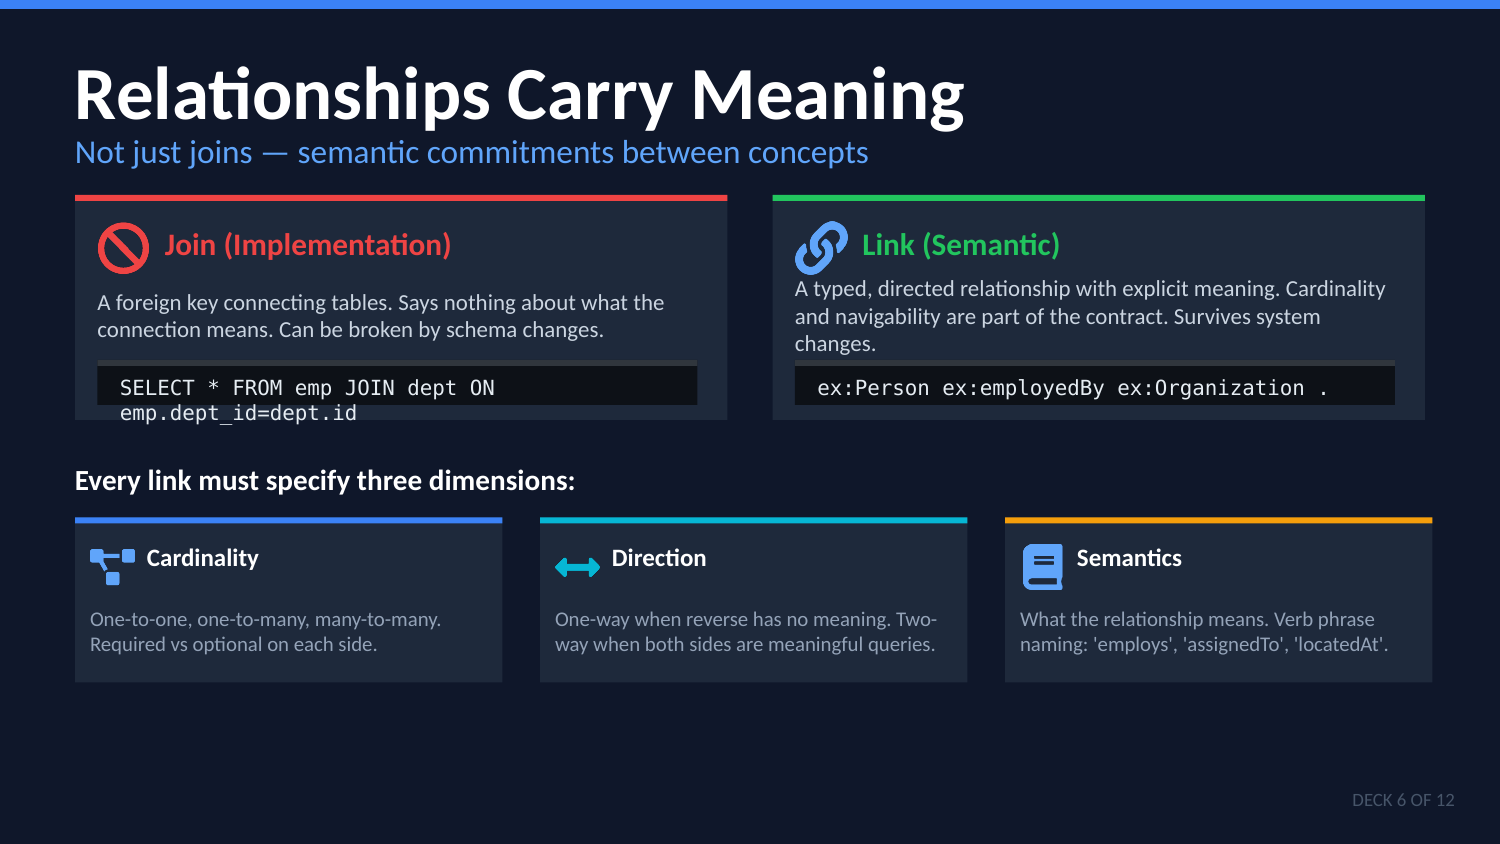 Relationships Carry Meaning
Not just joins — semantic commitments between concepts
Join (Implementation)
A foreign key connecting tables. Says nothing about what the
connection means. Can be broken by schema changes.
SELECT * FROM emp JOIN dept ON
emp.dept_id=dept.id
Link (Semantic)
A typed, directed relationship with explicit meaning. Cardinality
and navigability are part of the contract. Survives system
changes.
ex:Person ex:employedBy ex:Organization .
Every link must specify three dimensions:
Cardinality
One-to-one, one-to-many, many-to-many.
Required vs optional on each side.
Direction
One-way when reverse has no meaning. Two-
way when both sides are meaningful queries.
Semantics
What the relationship means. Verb phrase
naming: 'employs', 'assignedTo', 'locatedAt'.
DECK 6 OF 12